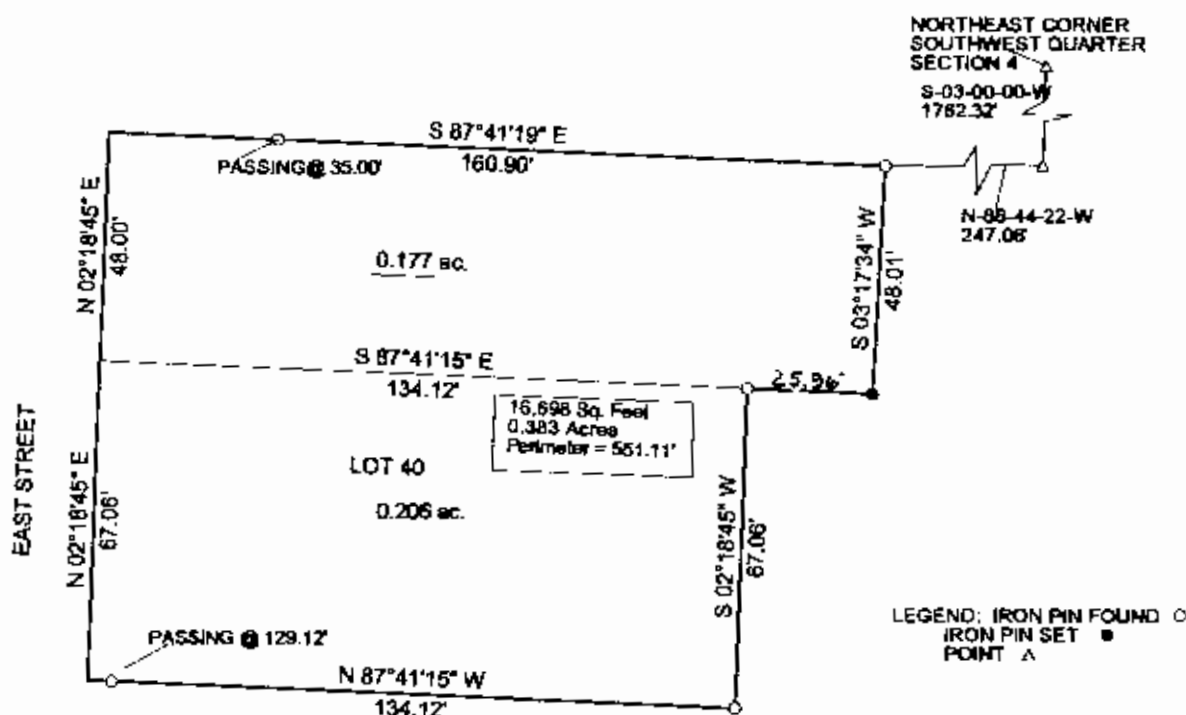 NORTHEAST CORNER
SOUTHWEST QUARTER
SECTION 4
S-03-00-00-W
1762.32'
S 87°41'19" E
160.90'
PASSING@ 35.00'
N-88-44-22-W
247.06'
N 02°18'45" E
48.00'
0.177 ac.
S 03°17'34" W
48.01'
S 87°41'15" E
134.12'
25.96'
16,698 Sq. Feet
0.383 Acres
Perimeter = 551.11'
LOT 40
0.206 ac.
EAST STREET
N 02°18'45" E
67.06'
S 02°18'45" W
67.06'
PASSING @ 129.12'
N 87°41'15" W
134.12'
LEGEND: IRON PIN FOUND
IRON PIN SET
POINT